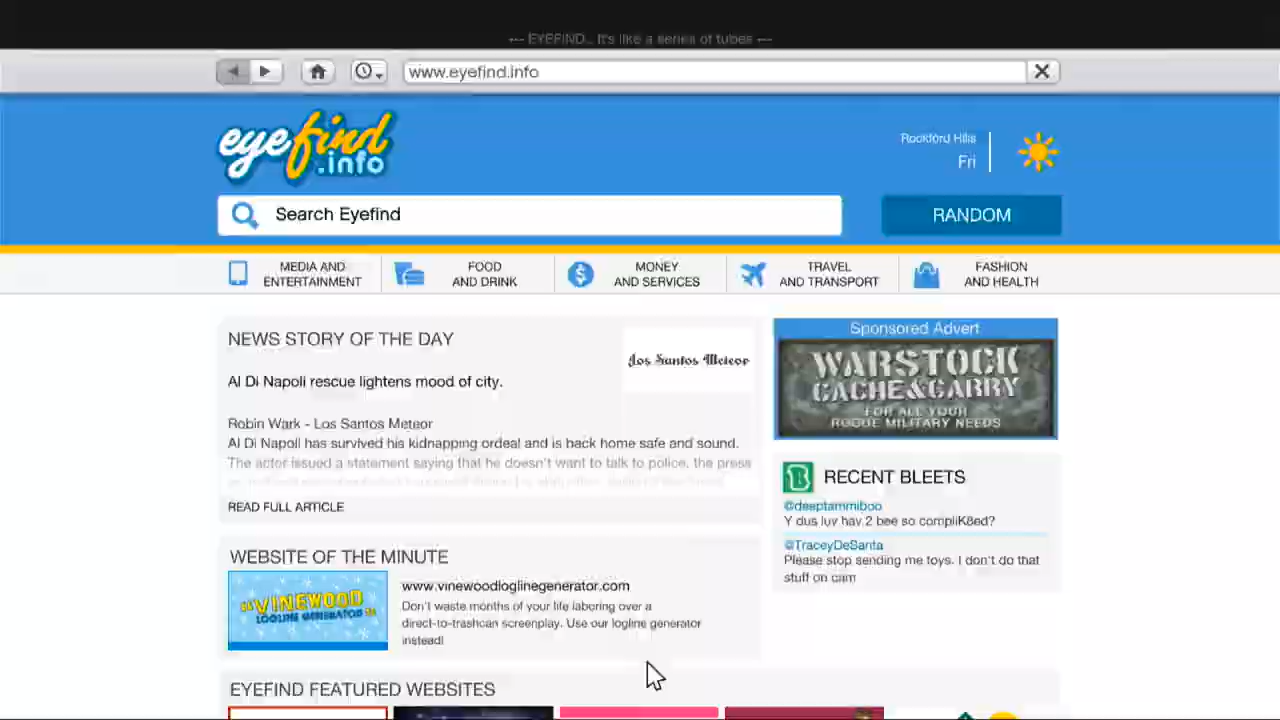 --- EYEFIND.. It's like a series of tubes ---
www.eyefind.info
eyefind
.info
Rockford Hills
Fri
Search Eyefind
RANDOM
MEDIA AND
ENTERTAINMENT
FOOD
AND DRINK
MONEY
AND SERVICES
TRAVEL
AND TRANSPORT
FASHION
AND HEALTH
NEWS STORY OF THE DAY
Los Santos Meteor
Al Di Napoli rescue lightens mood of city.
Robin Wark - Los Santos Meteor
Al Di Napoli has survived his kidnapping ordeal and is back home safe and sound.
The actor issued a statement saying that he doesn't want to talk to police, the press
READ FULL ARTICLE
Sponsored Advert
WARSTOCK
CACHE&CARRY
FOR ALL YOUR
ROGUE MILITARY NEEDS
RECENT BLEETS
@deeptammiboo
Y dus luv hav 2 bee so compliK8ed?
@TraceyDeSanta
Please stop sending me toys. I don't do that
stuff on cam
WEBSITE OF THE MINUTE
VINEWOOD
LOGLINE GENERATOR
www.vinewoodloglinegenerator.com
Don't waste months of your life laboring over a
direct-to-trashcan screenplay. Use our logline generator
instead!
EYEFIND FEATURED WEBSITES